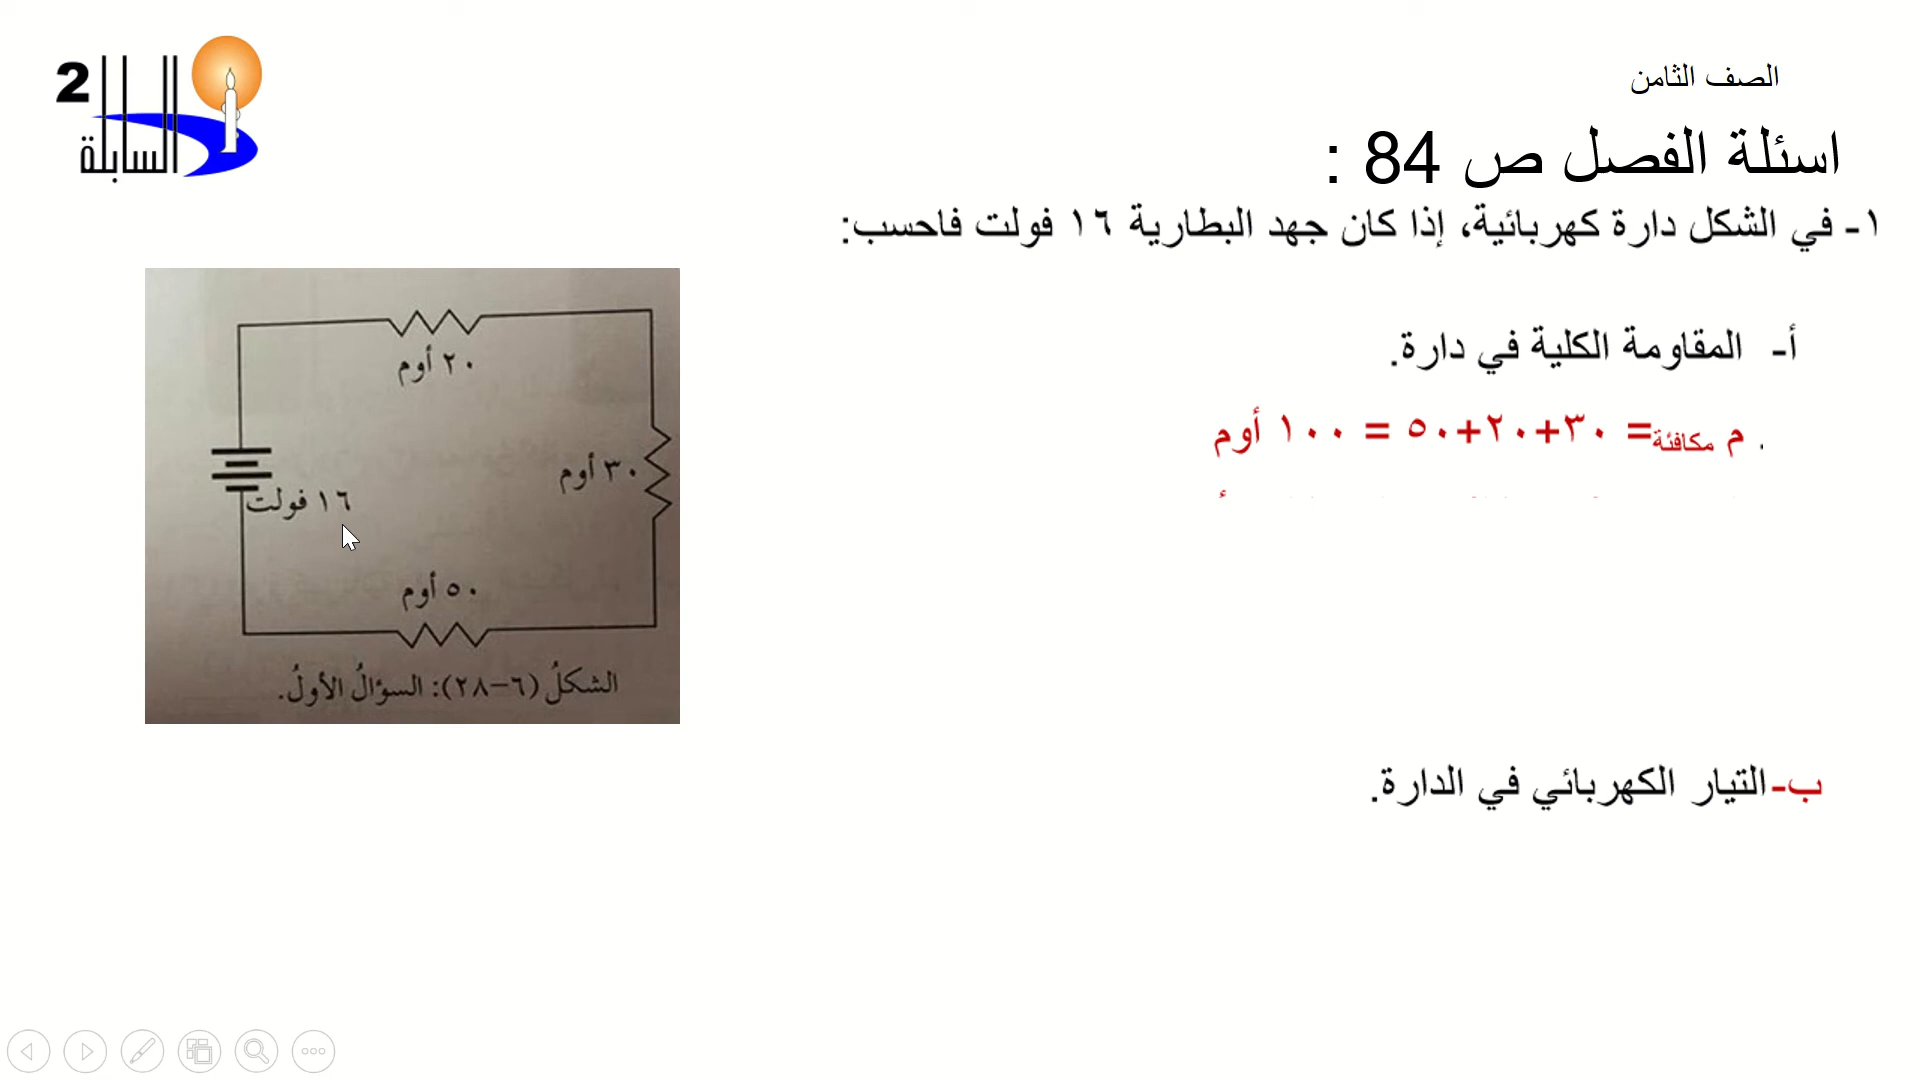 2
السابلة
الصف الثامن
اسئلة الفصل ص 84 :
١- في الشكل دارة كهربائية، إذا كان جهد البطارية ١٦ فولت فاحسب:
أ- المقاومة الكلية في دارة.
. م مكافئة= ٣٠+٢٠+٥٠ = ١٠٠ أوم
٢٠ أوم
٣٠ أوم
١٦ فولت
٥٠ أوم
الشكلُ (٦-٢٨): السؤالُ الأولُ.
ب-التيار الكهربائي في الدارة.